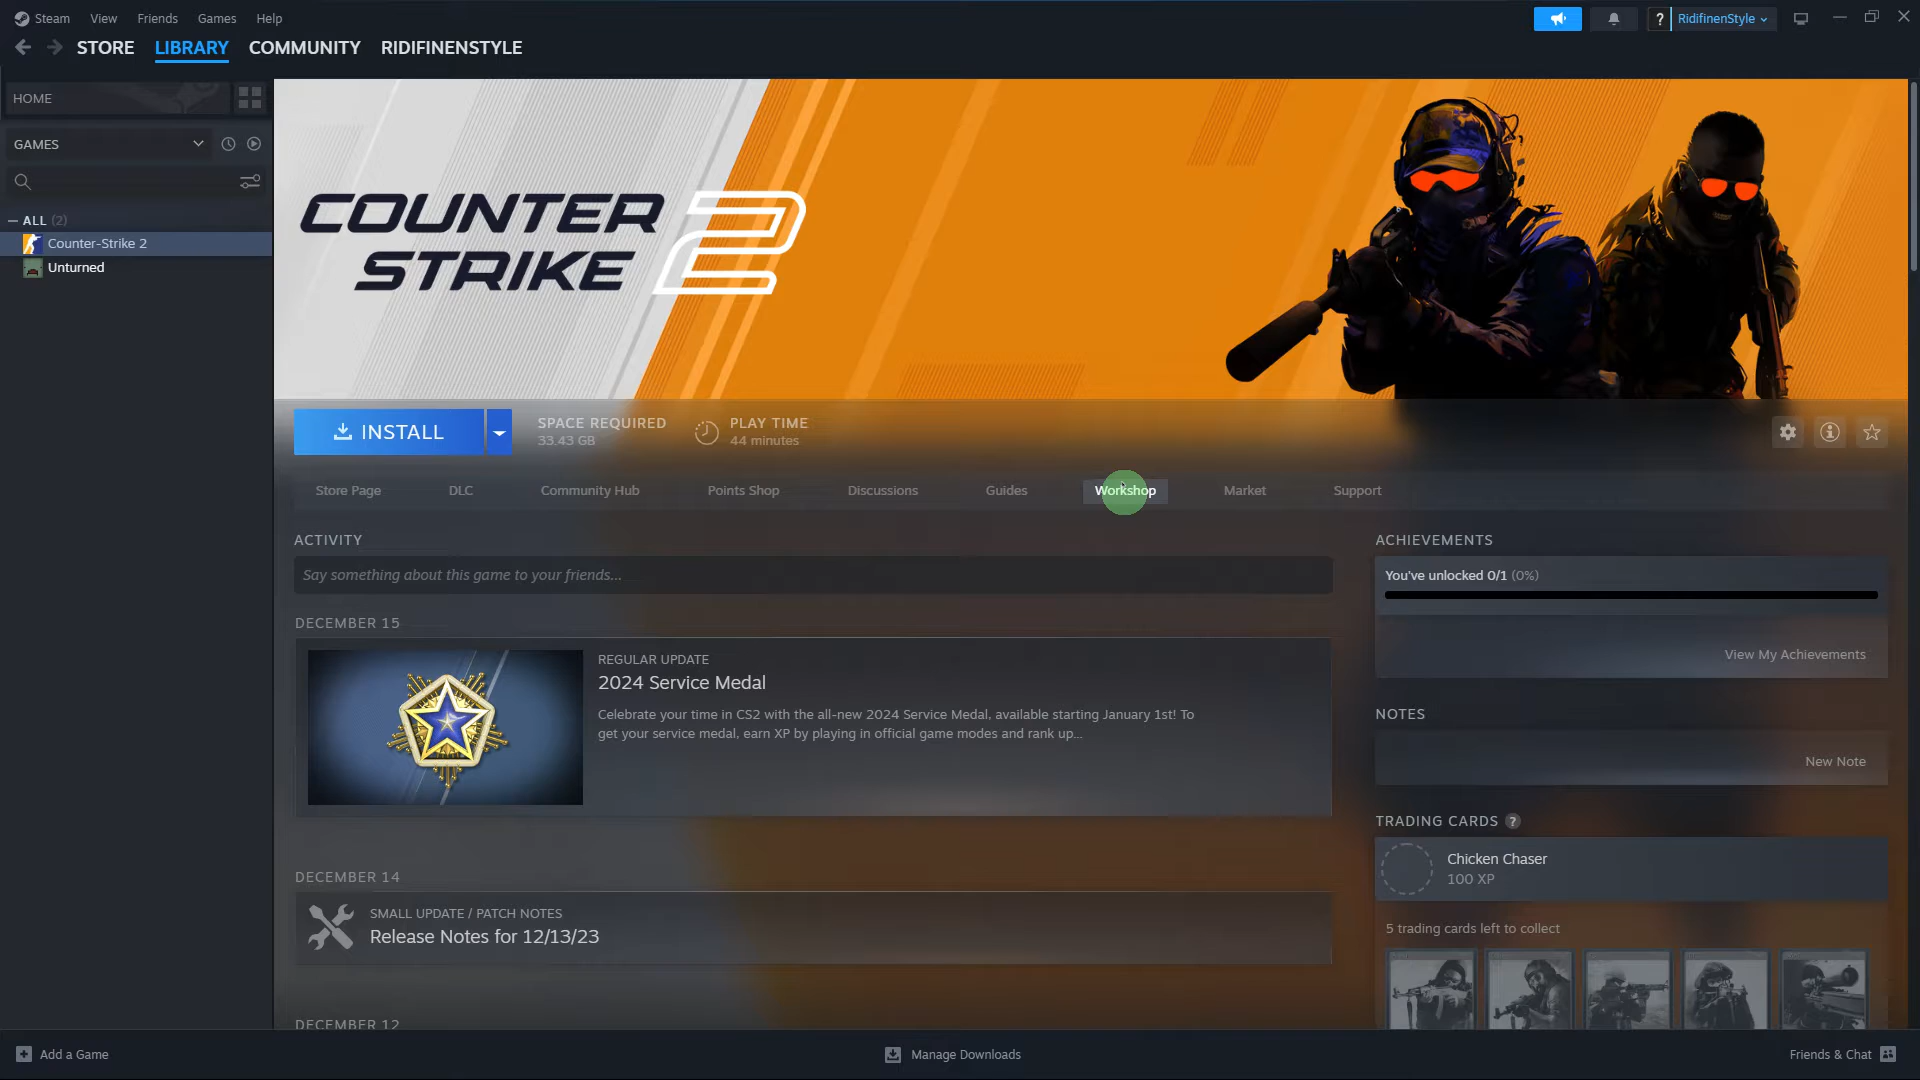 Steam View Friends Games Help
? RidifinenStyle
STORE LIBRARY COMMUNITY RIDIFINENSTYLE
HOME
GAMES
ALL (2)
Counter-Strike 2
Unturned
COUNTER
STRIKE 2
INSTALL
SPACE REQUIRED
33.43 GB
PLAY TIME
44 minutes
Store Page DLC Community Hub Points Shop Discussions Guides Workshop Market Support
ACTIVITY
Say something about this game to your friends...
DECEMBER 15
REGULAR UPDATE
2024 Service Medal
Celebrate your time in CS2 with the all-new 2024 Service Medal, available starting January 1st! To
get your service medal, earn XP by playing in official game modes and rank up...
DECEMBER 14
SMALL UPDATE / PATCH NOTES
Release Notes for 12/13/23
DECEMBER 12
ACHIEVEMENTS
You've unlocked 0/1 (0%)
View My Achievements
NOTES
New Note
TRADING CARDS ?
Chicken Chaser
100 XP
5 trading cards left to collect
Add a Game
Manage Downloads
Friends & Chat